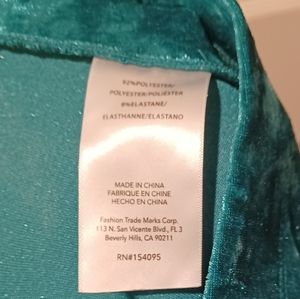 92%POLYESTER/
POLYESTER/POLIÉSTER
8%ELASTANE/
ELASTHANNE/ELASTANO
MADE IN CHINA
FABRIQUÉ EN CHINE
HECHO EN CHINA
Fashion Trade Marks Corp.
113 N. San Vicente Blvd., FL 3
Beverly Hills, CA 90211
RN#154095